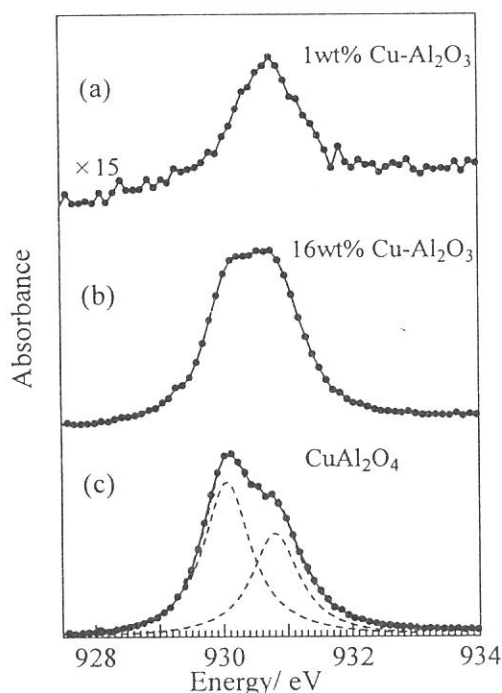 1wt% Cu-Al₂O₃
(a)
×15
16wt% Cu-Al₂O₃
(b)
Absorbance
CuAl₂O₄
(c)
928 930 932 934
Energy/ eV